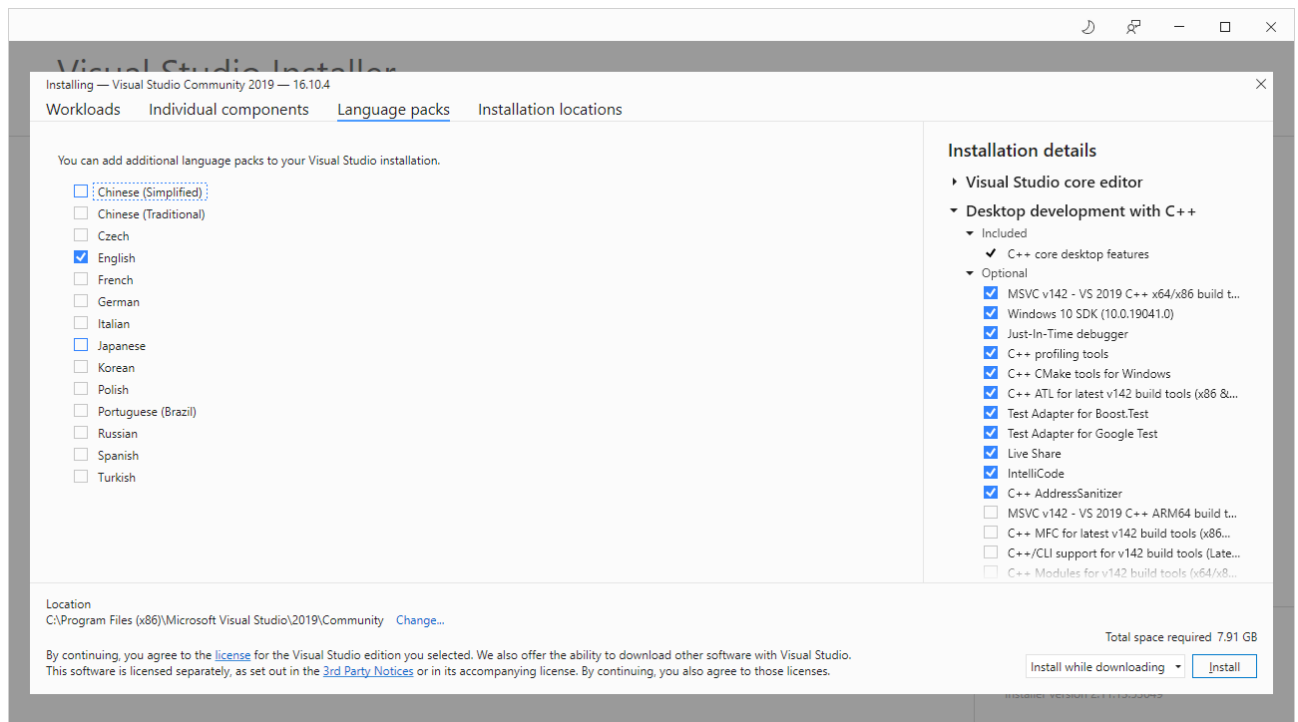 Visual Studio Installer
Installing — Visual Studio Community 2019 — 16.10.4
Workloads Individual components Language packs Installation locations
You can add additional language packs to your Visual Studio installation.
Chinese (Simplified)
Chinese (Traditional)
Czech
English
French
German
Italian
Japanese
Korean
Polish
Portuguese (Brazil)
Russian
Spanish
Turkish
Installation details
Visual Studio core editor
Desktop development with C++
Included
C++ core desktop features
Optional
MSVC v142 - VS 2019 C++ x64/x86 build t...
Windows 10 SDK (10.0.19041.0)
Just-In-Time debugger
C++ profiling tools
C++ CMake tools for Windows
C++ ATL for latest v142 build tools (x86 &...
Test Adapter for Boost.Test
Test Adapter for Google Test
Live Share
IntelliCode
C++ AddressSanitizer
MSVC v142 - VS 2019 C++ ARM64 build t...
C++ MFC for latest v142 build tools (x86...
C++/CLI support for v142 build tools (Late...
C++ Modules for v142 build tools (x64/x8...
Location
C:\Program Files (x86)\Microsoft Visual Studio\2019\Community Change...
By continuing, you agree to the license for the Visual Studio edition you selected. We also offer the ability to download other software with Visual Studio.
This software is licensed separately, as set out in the 3rd Party Notices or in its accompanying license. By continuing, you also agree to those licenses.
Total space required 7.91 GB
Install while downloading
Install